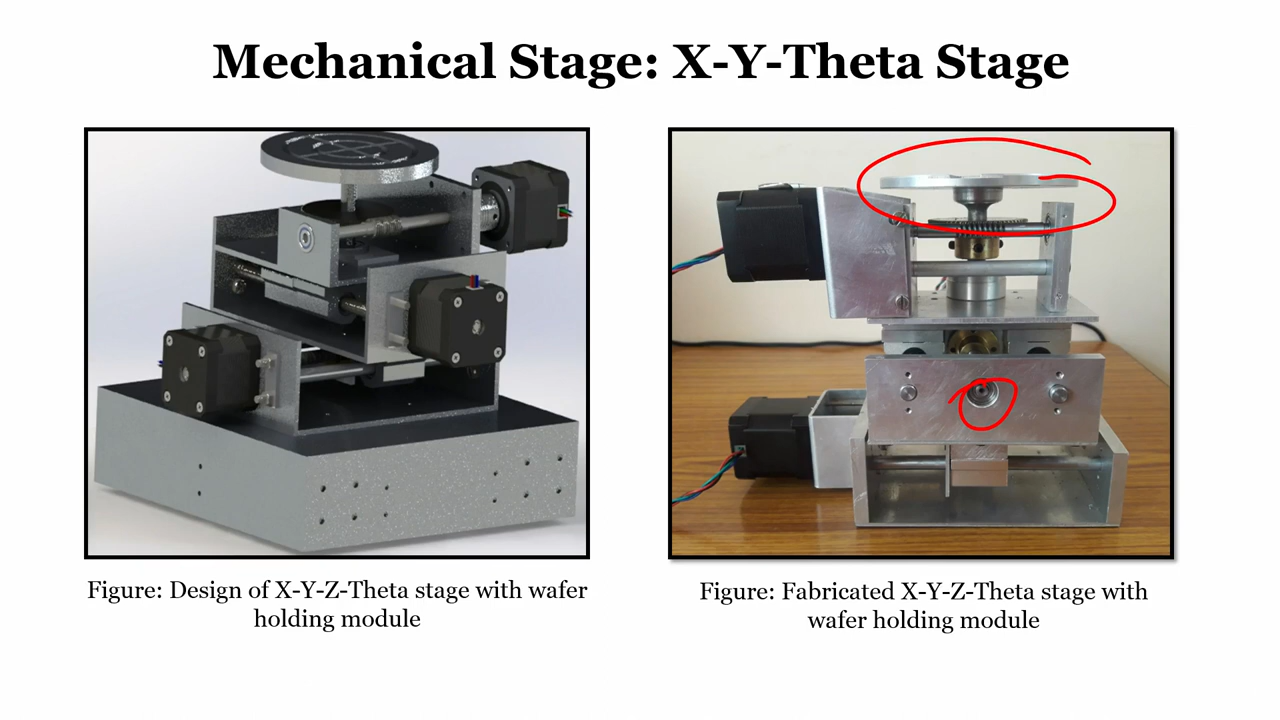 Mechanical Stage: X-Y-Theta Stage
Figure: Design of X-Y-Z-Theta stage with wafer
holding module
Figure: Fabricated X-Y-Z-Theta stage with
wafer holding module